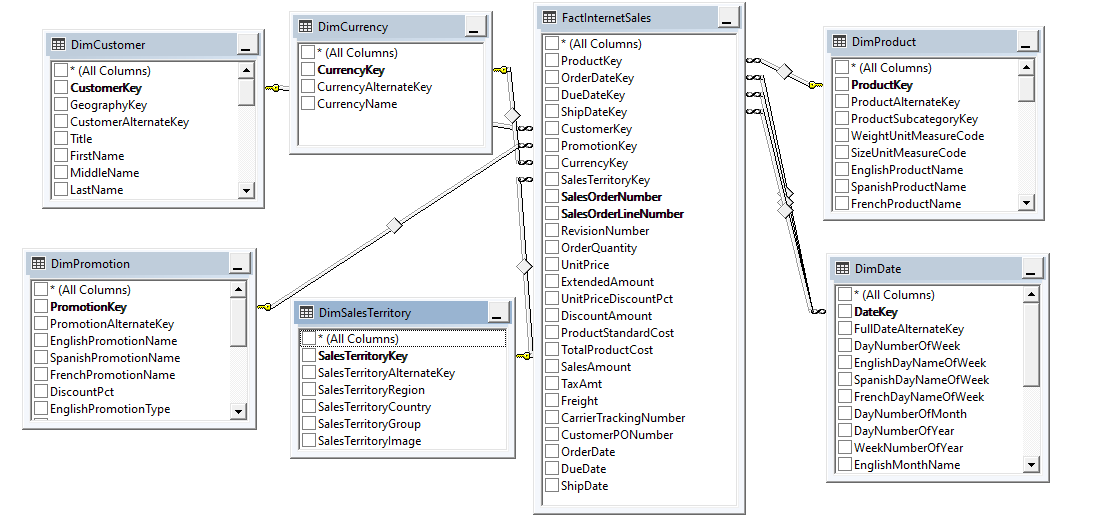 DimCustomer
* (All Columns)
CustomerKey
GeographyKey
CustomerAlternateKey
Title
FirstName
MiddleName
LastName
DimCurrency
* (All Columns)
CurrencyKey
CurrencyAlternateKey
CurrencyName
FactInternetSales
* (All Columns)
ProductKey
OrderDateKey
DueDateKey
ShipDateKey
CustomerKey
PromotionKey
CurrencyKey
SalesTerritoryKey
SalesOrderNumber
SalesOrderLineNumber
RevisionNumber
OrderQuantity
UnitPrice
ExtendedAmount
UnitPriceDiscountPct
DiscountAmount
ProductStandardCost
TotalProductCost
SalesAmount
TaxAmt
Freight
CarrierTrackingNumber
CustomerPONumber
OrderDate
DueDate
ShipDate
DimProduct
* (All Columns)
ProductKey
ProductAlternateKey
ProductSubcategoryKey
WeightUnitMeasureCode
SizeUnitMeasureCode
EnglishProductName
SpanishProductName
FrenchProductName
DimPromotion
* (All Columns)
PromotionKey
PromotionAlternateKey
EnglishPromotionName
SpanishPromotionName
FrenchPromotionName
DiscountPct
EnglishPromotionType
DimSalesTerritory
* (All Columns)
SalesTerritoryKey
SalesTerritoryAlternateKey
SalesTerritoryRegion
SalesTerritoryCountry
SalesTerritoryGroup
SalesTerritoryImage
DimDate
* (All Columns)
DateKey
FullDateAlternateKey
DayNumberOfWeek
EnglishDayNameOfWeek
SpanishDayNameOfWeek
FrenchDayNameOfWeek
DayNumberOfMonth
DayNumberOfYear
WeekNumberOfYear
EnglishMonthName